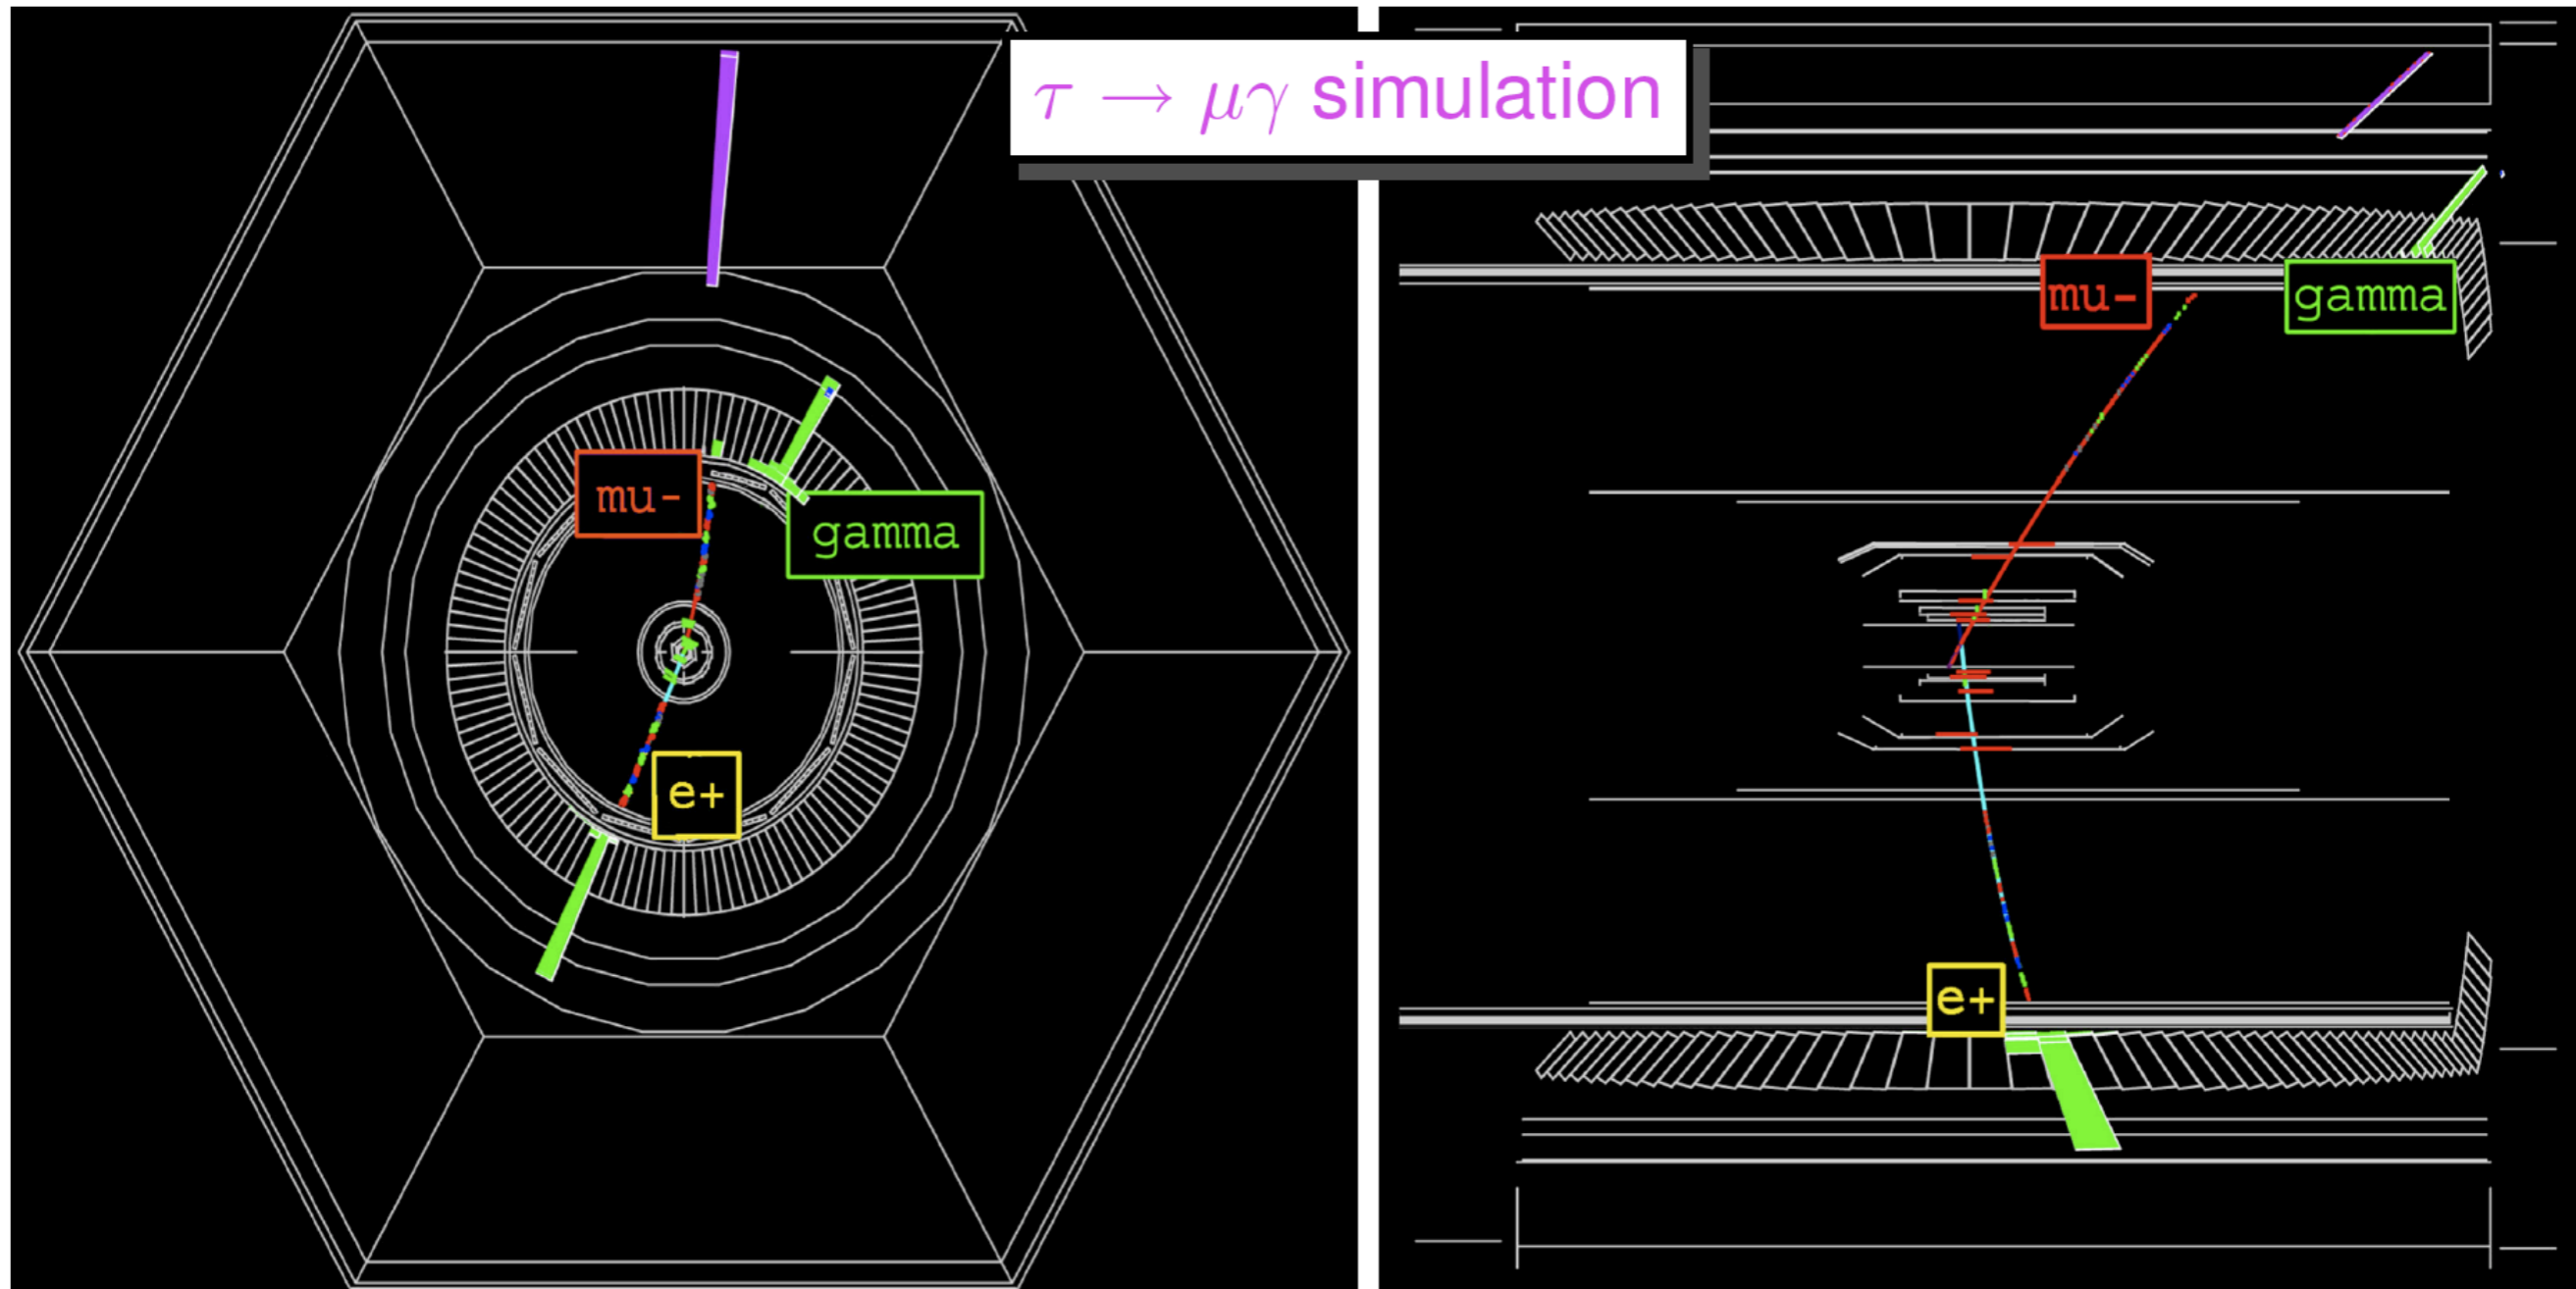 τ → μγ simulation
mu-
gamma
e+
mu-
gamma
e+